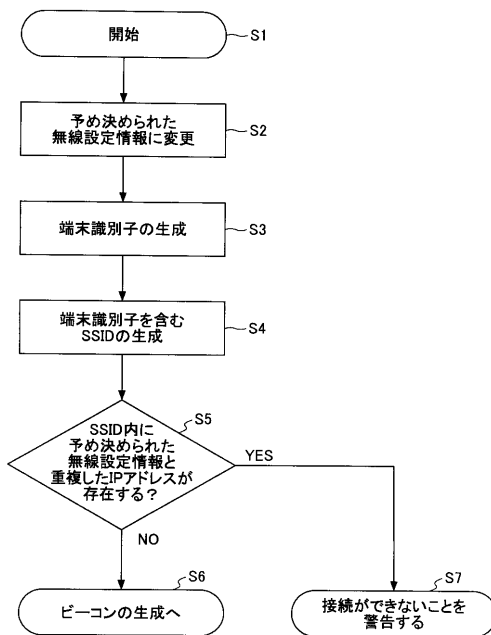 開始
S1
予め決められた
無線設定情報に変更
S2
端末識別子の生成
S3
端末識別子を含む
SSIDの生成
S4
SSID内に
予め決められた
無線設定情報と
重複したIPアドレスが
存在する？
S5
YES
NO
S6
ビーコンの生成へ
S7
接続ができないことを
警告する